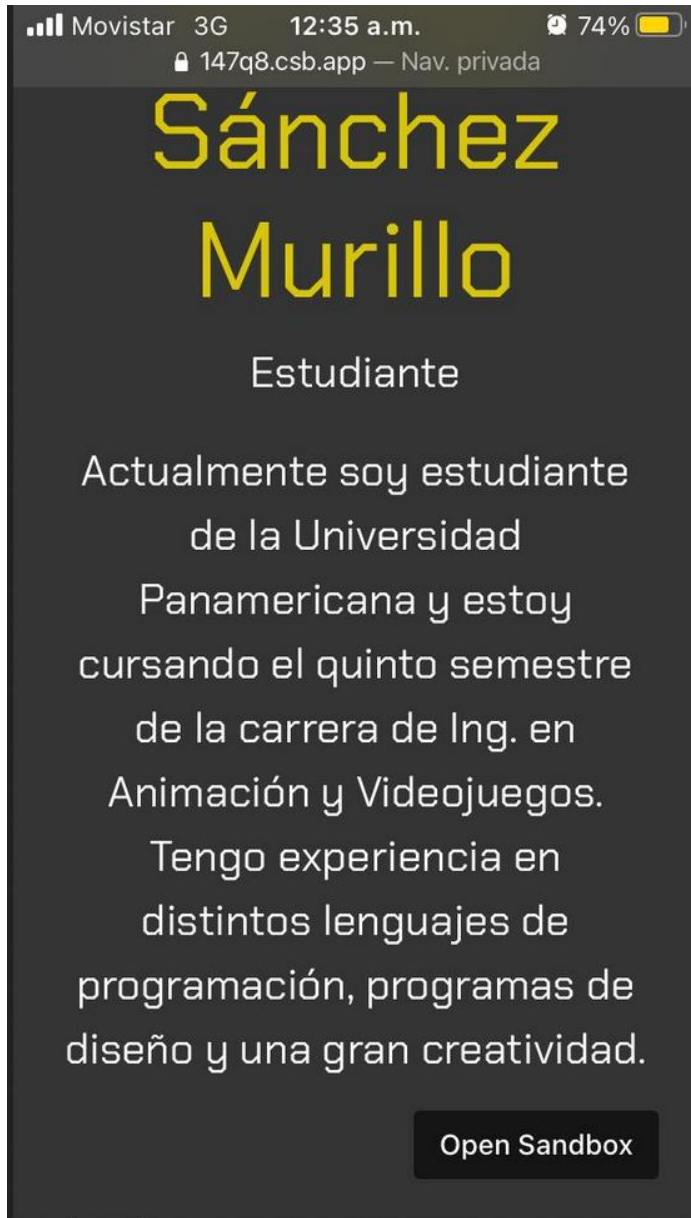 Movistar 3G 12:35 a.m. 74%
147q8.csb.app — Nav. privada
Sánchez
Murillo
Estudiante
Actualmente soy estudiante
de la Universidad
Panamericana y estoy
cursando el quinto semestre
de la carrera de Ing. en
Animación y Videojuegos.
Tengo experiencia en
distintos lenguajes de
programación, programas de
diseño y una gran creatividad.
Open Sandbox